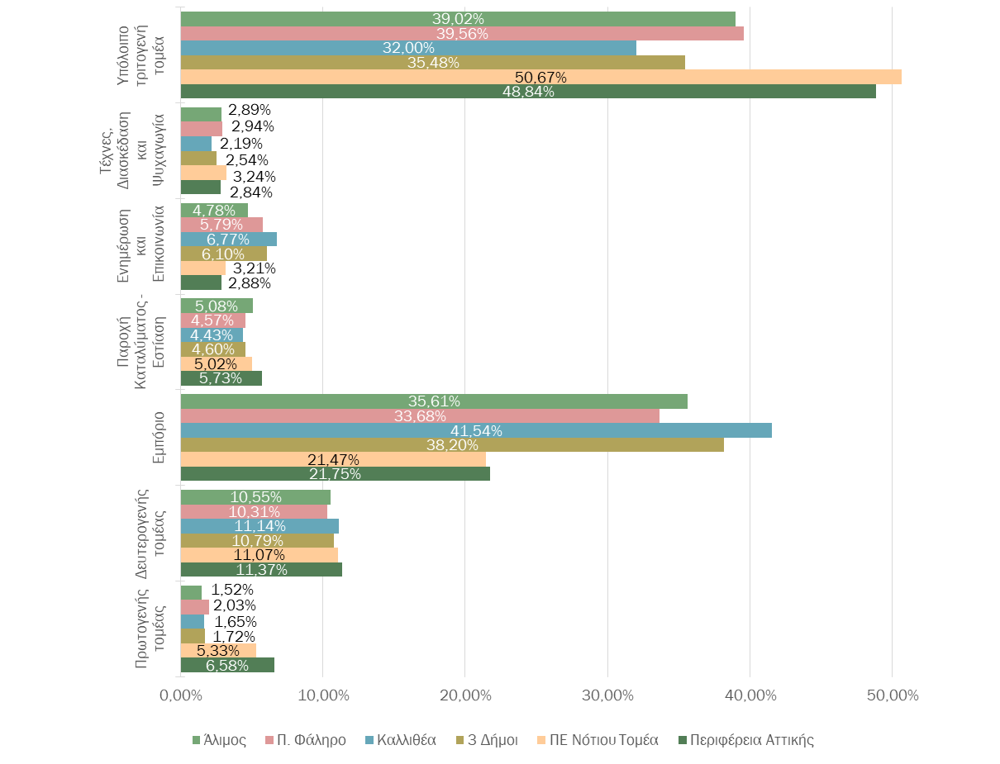 Υπόλοιπο
τριτογενή
τομέα
39,02%
39,56%
32,00%
35,48%
50,67%
48,84%
Τέχνες,
Διασκέδαση
και
Ψυχαγωγία
2,89%
2,94%
2,19%
2,54%
3,24%
2,84%
Ενημέρωση
και
Επικοινωνία
4,78%
5,79%
6,77%
6,10%
3,21%
2,88%
Παροχή
Καταλύματος -
Εστίαση
5,08%
4,57%
4,43%
4,60%
5,02%
5,73%
Εμπόριο
35,61%
33,68%
41,54%
38,20%
21,47%
21,75%
Δευτερογενής
τομέας
10,55%
10,31%
11,14%
10,79%
11,07%
11,37%
Πρωτογενής
τομέας
1,52%
2,03%
1,65%
1,72%
5,33%
6,58%
0,00% 10,00% 20,00% 30,00% 40,00% 50,00%
Άλιμος Π. Φάληρο Καλλιθέα 3 Δήμοι ΠΕ Νότιου Τομέα Περιφέρεια Αττικής